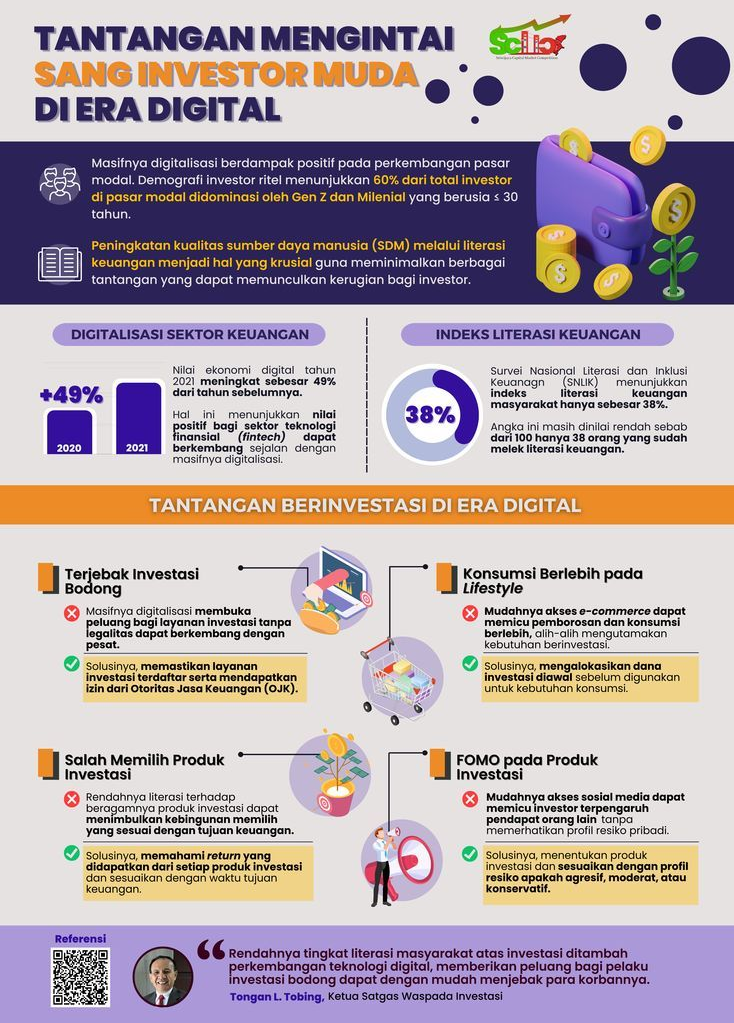 TANTANGAN MENGINTAI
SANG INVESTOR MUDA
DI ERA DIGITAL
Masifnya digitalisasi berdampak positif pada perkembangan pasar
modal. Demografi investor ritel menunjukkan 60% dari total investor
di pasar modal didominasi oleh Gen Z dan Milenial yang berusia ≤ 30
tahun.
Peningkatan kualitas sumber daya manusia (SDM) melalui literasi
keuangan menjadi hal yang krusial guna meminimalkan berbagai
tantangan yang dapat memunculkan kerugian bagi investor.
DIGITALISASI SEKTOR KEUANGAN
+49%
2020
2021
Nilai ekonomi digital tahun
2021 meningkat sebesar 49%
dari tahun sebelumnya.
Hal ini menunjukkan nilai
positif bagi sektor teknologi
finansial (fintech) dapat
berkembang sejalan dengan
masifnya digitalisasi.
INDEKS LITERASI KEUANGAN
38%
Survei Nasional Literasi dan Inklusi
Keuanagn (SNLIK) menunjukkan
indeks literasi keuangan
masyarakat hanya sebesar 38%.
Angka ini masih dinilai rendah sebab
dari 100 hanya 38 orang yang sudah
melek literasi keuangan.
TANTANGAN BERINVESTASI DI ERA DIGITAL
Terjebak Investasi
Bodong
Masifnya digitalisasi membuka
peluang bagi layanan investasi tanpa
legalitas dapat berkembang dengan
pesat.
Solusinya, memastikan layanan
investasi terdaftar serta mendapatkan
izin dari Otoritas Jasa Keuangan (OJK).
Konsumsi Berlebih pada
Lifestyle
Mudahnya akses e-commerce dapat
memicu pemborosan dan konsumsi
berlebih, alih-alih mengutamakan
kebutuhan berinvestasi.
Solusinya, mengalokasikan dana
investasi diawal sebelum digunakan
untuk kebutuhan konsumsi.
Salah Memilih Produk
Investasi
Rendahnya literasi terhadap
beragamnya produk investasi dapat
menimbulkan kebingunan memilih
yang sesuai dengan tujuan keuangan.
Solusinya, memahami return yang
didapatkan dari setiap produk investasi
dan sesuaikan dengan waktu tujuan
keuangan.
FOMO pada Produk
Investasi
Mudahnya akses sosial media dapat
memicu investor terpengaruh
pendapat orang lain tanpa
memerhatikan profil resiko pribadi.
Solusinya, menentukan produk
investasi dan sesuaikan dengan profil
resiko apakah agresif, moderat, atau
konservatif.
Referensi
“Rendahnya tingkat literasi masyarakat atas investasi ditambah
perkembangan teknologi digital, memberikan peluang bagi pelaku
investasi bodong dapat dengan mudah menjebak para korbannya.
Tongan L. Tobing, Ketua Satgas Waspada Investasi